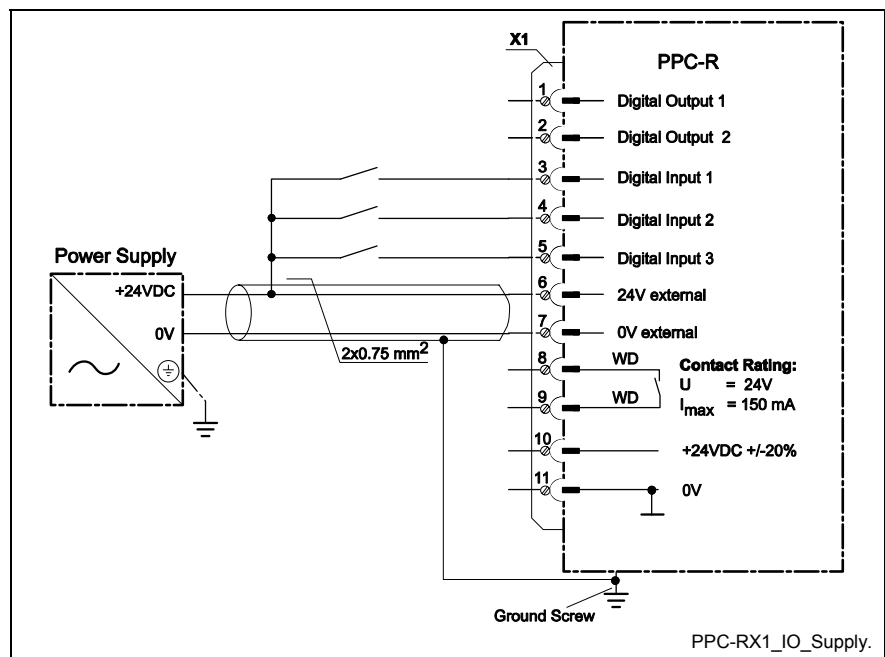 X1
PPC-R
1
Digital Output 1
2
Digital Output 2
3
Digital Input 1
4
Digital Input 2
5
Digital Input 3
Power Supply
+24VDC
6
24V external
0V
7
0V external
2x0.75 mm²
8
WD
Contact Rating:
U = 24V
9
WD
Imax = 150 mA
10
+24VDC +/-20%
11
0V
Ground Screw
PPC-RX1_IO_Supply.